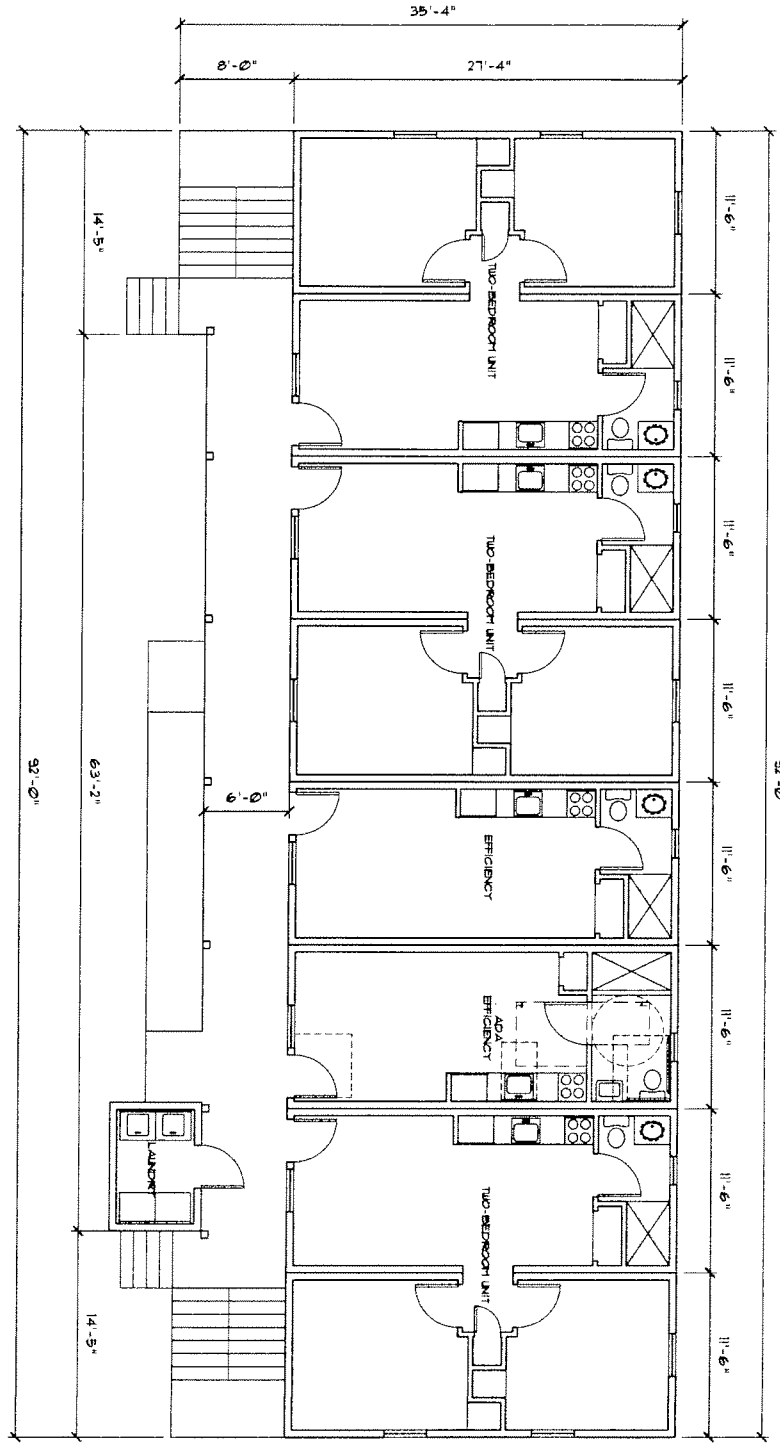 35'-4"
8'-0"
27'-4"
14'-5"
11'-6"
TWO-BEDROOM UNIT
11'-6"
11'-6"
TWO-BEDROOM UNIT
11'-6"
92'-0"
63'-2"
6'-0"
11'-6"
EFFICIENCY
92'-0"
ADA
EFFICIENCY
11'-6"
LAUNDRY
TWO-BEDROOM UNIT
11'-6"
14'-5"
11'-6"